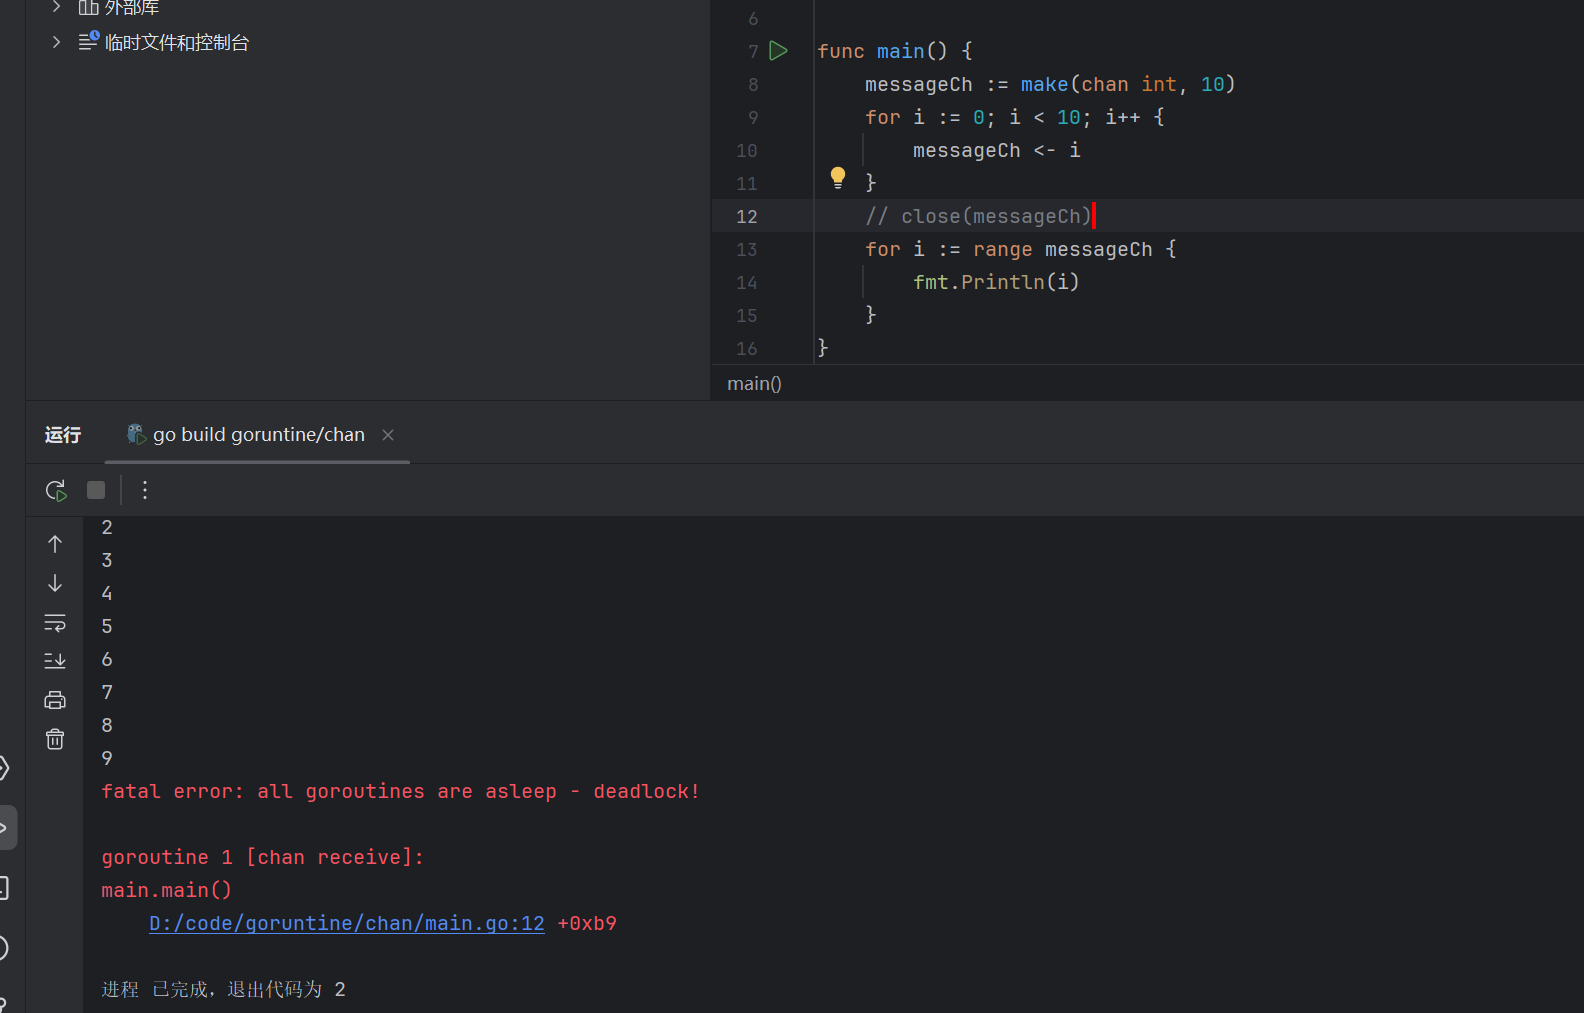 外部库
临时文件和控制台
6
7 func main() {
8 messageCh := make(chan int, 10)
9 for i := 0; i < 10; i++ {
10 messageCh <- i
11 }
12 // close(messageCh)
13 for i := range messageCh {
14 fmt.Println(i)
15 }
16 }
main()
运行 go build goruntine/chan
2
3
4
5
6
7
8
9
fatal error: all goroutines are asleep - deadlock!
goroutine 1 [chan receive]:
main.main()
D:/code/goruntine/chan/main.go:12 +0xb9
进程 已完成，退出代码为 2